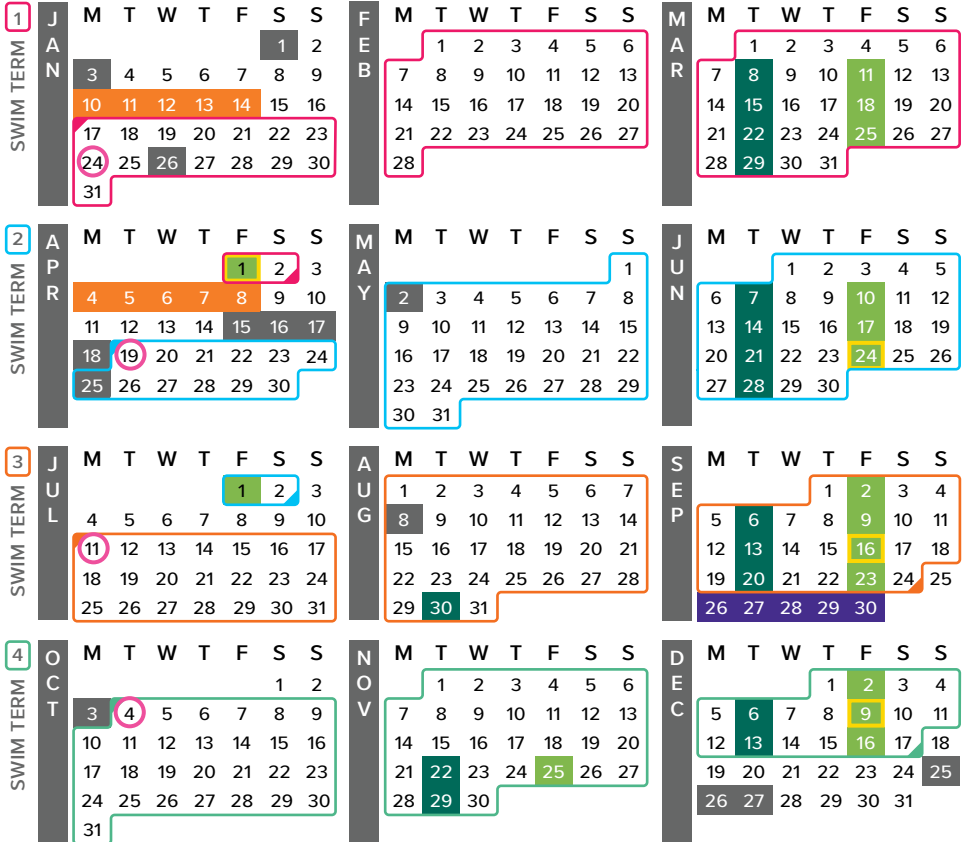 1
SWIM TERM
JAN
M T W T F S S
1 2
3 4 5 6 7 8 9
10 11 12 13 14 15 16
17 18 19 20 21 22 23
24 25 26 27 28 29 30
31
FEB
M T W T F S S
1 2 3 4 5 6
7 8 9 10 11 12 13
14 15 16 17 18 19 20
21 22 23 24 25 26 27
28
MAR
M T W T F S S
1 2 3 4 5 6
7 8 9 10 11 12 13
14 15 16 17 18 19 20
21 22 23 24 25 26 27
28 29 30 31
2
SWIM TERM
APR
M T W T F S S
1 2 3
4 5 6 7 8 9 10
11 12 13 14 15 16 17
18 19 20 21 22 23 24
25 26 27 28 29 30
MAY
M T W T F S S
1
2 3 4 5 6 7 8
9 10 11 12 13 14 15
16 17 18 19 20 21 22
23 24 25 26 27 28 29
30 31
JUN
M T W T F S S
1 2 3 4 5
6 7 8 9 10 11 12
13 14 15 16 17 18 19
20 21 22 23 24 25 26
27 28 29 30
3
SWIM TERM
JUL
M T W T F S S
1 2 3
4 5 6 7 8 9 10
11 12 13 14 15 16 17
18 19 20 21 22 23 24
25 26 27 28 29 30 31
AUG
M T W T F S S
1 2 3 4 5 6 7
8 9 10 11 12 13 14
15 16 17 18 19 20 21
22 23 24 25 26 27 28
29 30 31
SEP
M T W T F S S
1 2 3 4
5 6 7 8 9 10 11
12 13 14 15 16 17 18
19 20 21 22 23 24 25
26 27 28 29 30
4
SWIM TERM
OCT
M T W T F S S
1 2
3 4 5 6 7 8 9
10 11 12 13 14 15 16
17 18 19 20 21 22 23
24 25 26 27 28 29 30
31
NOV
M T W T F S S
1 2 3 4 5 6
7 8 9 10 11 12 13
14 15 16 17 18 19 20
21 22 23 24 25 26 27
28 29 30
DEC
M T W T F S S
1 2 3 4
5 6 7 8 9 10 11
12 13 14 15 16 17 18
19 20 21 22 23 24 25
26 27 28 29 30 31